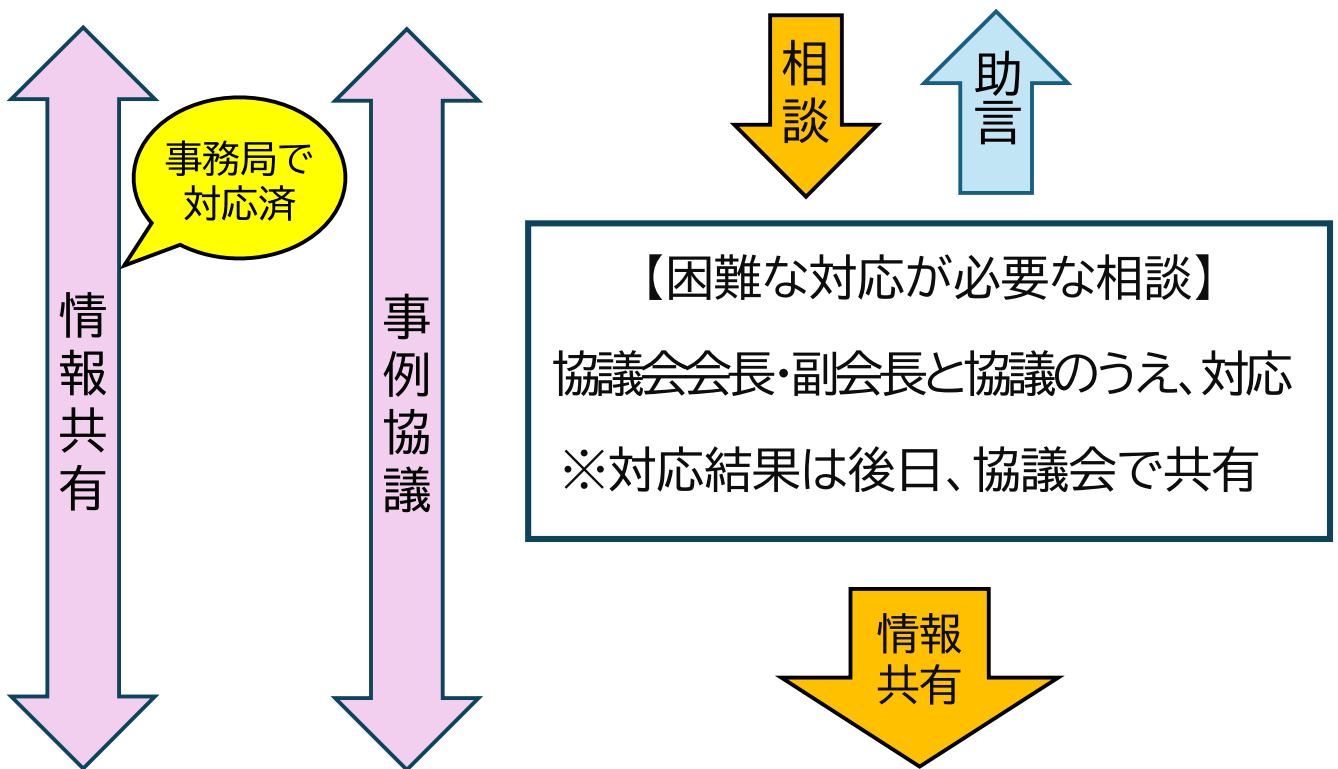 情報共有
事務局で
対応済
事例協議
相談
助言
【困難な対応が必要な相談】
協議会会長・副会長と協議のうえ、対応
※対応結果は後日、協議会で共有
情報
共有